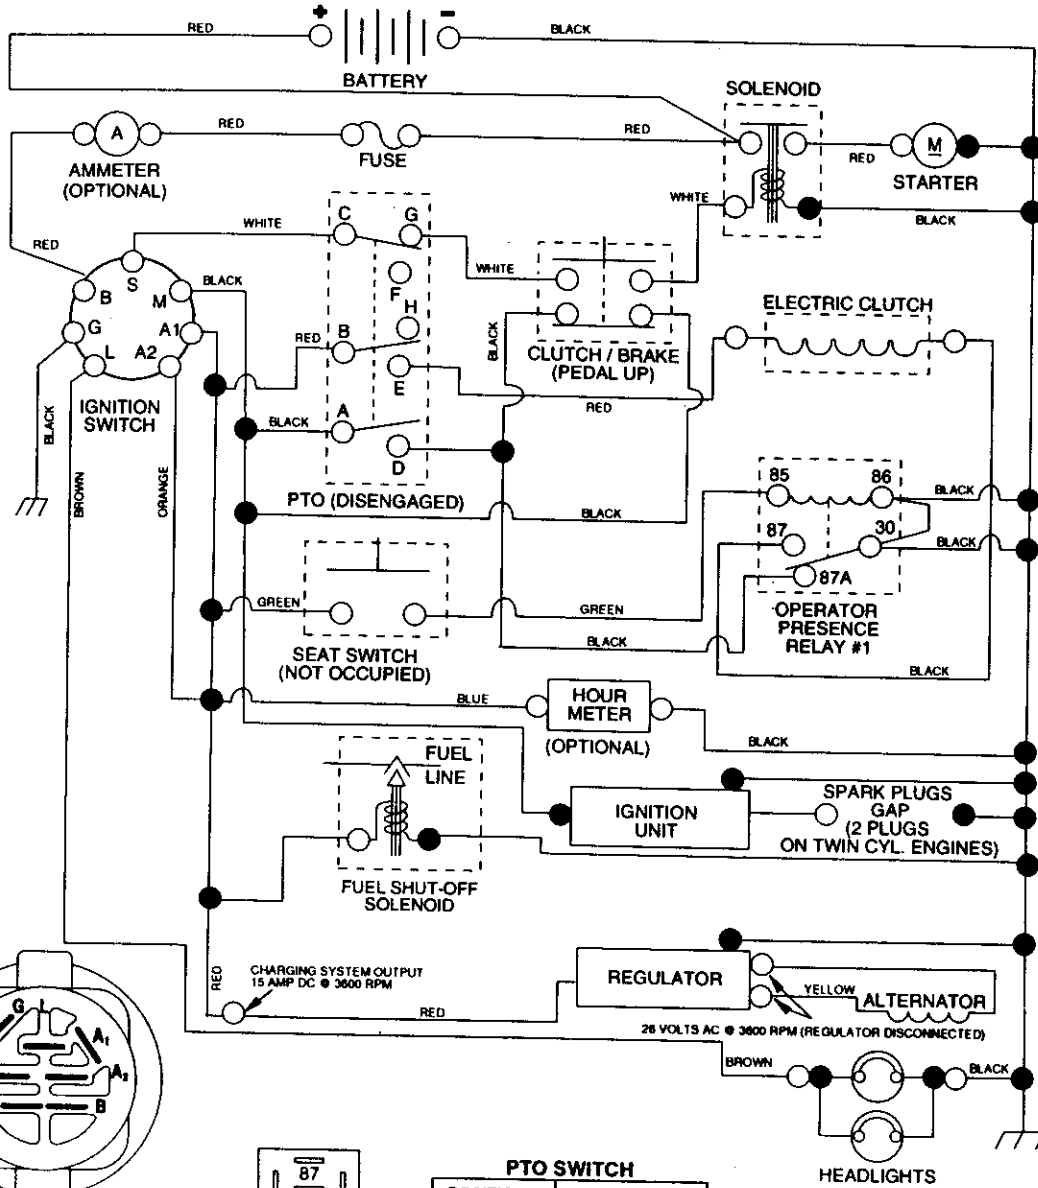 + -
RED
BLACK
BATTERY
SOLENOID
A
RED
RED
FUSE
AMMETER
(OPTIONAL)
RED
M
STARTER
WHITE
BLACK
RED
C G
WHITE
S
B M
BLACK
G A1
L A2
F
H
RED B
E
WHITE
BLACK
CLUTCH / BRAKE
(PEDAL UP)
ELECTRIC CLUTCH
IGNITION
SWITCH
RED
BLACK
A
BLACK
D
BROWN
ORANGE
PTO (DISENGAGED)
BLACK
85 86
BLACK
87 30
BLACK
87A
OPERATOR
PRESENCE
RELAY #1
GREEN
GREEN
BLACK
BLACK
SEAT SWITCH
(NOT OCCUPIED)
BLUE
HOUR
METER
(OPTIONAL)
BLACK
FUEL
LINE
IGNITION
UNIT
SPARK PLUGS
GAP
(2 PLUGS
ON TWIN CYL. ENGINES)
FUEL SHUT-OFF
SOLENOID
RED
CHARGING SYSTEM OUTPUT
15 AMP DC @ 3600 RPM
RED
REGULATOR
YELLOW
ALTERNATOR
26 VOLTS AC @ 3600 RPM (REGULATOR DISCONNECTED)
BROWN
BLACK
HEADLIGHTS
G L
A1
A2
B
87
PTO SWITCH